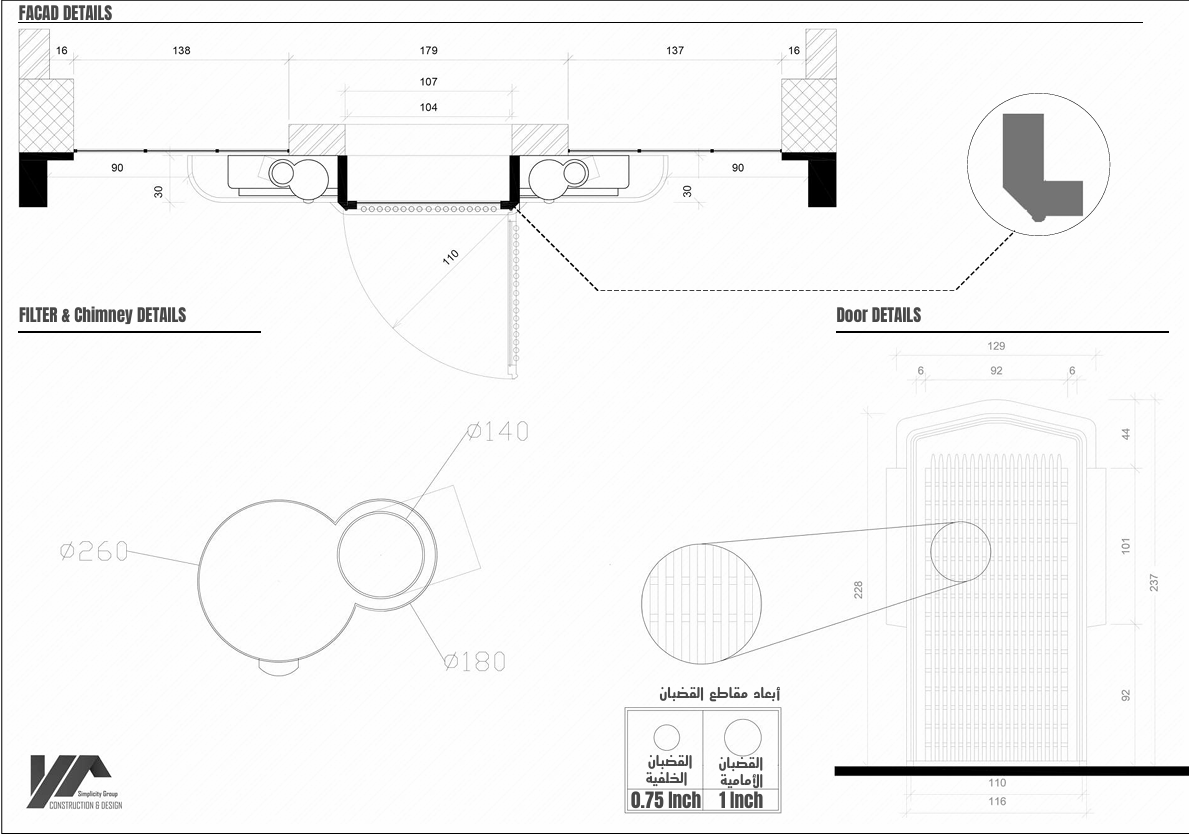 FACAD DETAILS
16 138 179 137 16
107
104
90 90
30 30
110
FILTER & Chimney DETAILS
Door DETAILS
129
6 92 6
44
ø140
ø260
101
228
237
ø180
92
أبعاد مقاطع القضبان
القضبان الخلفية
القضبان الأمامية
0.75 Inch 1 Inch
110
116
Simplicity Group
CONSTRUCTION & DESIGN